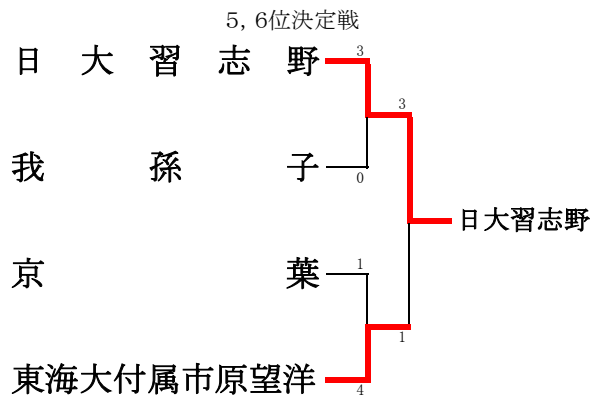 5, 6位決定戦
日大習志野
3
3
我孫子
0
日大習志野
京葉
1
1
東海大付属市原望洋
4